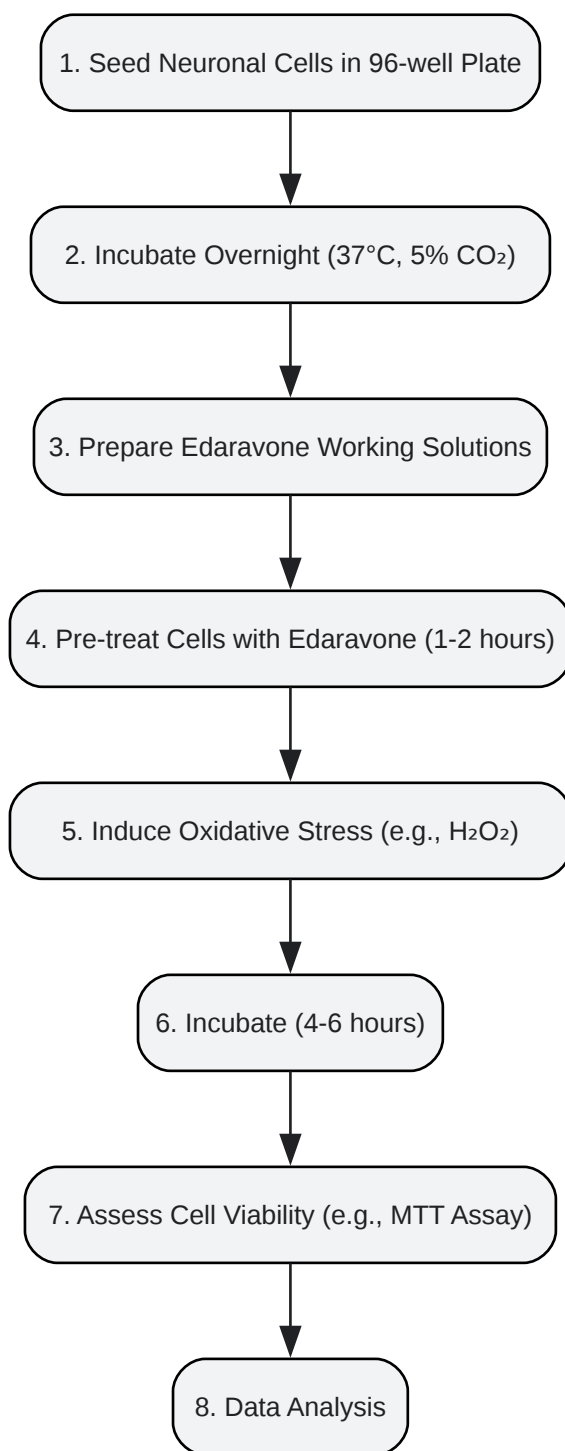 1. Seed Neuronal Cells in 96-well Plate
2. Incubate Overnight (37°C, 5% CO₂)
3. Prepare Edaravone Working Solutions
4. Pre-treat Cells with Edaravone (1-2 hours)
5. Induce Oxidative Stress (e.g., H₂O₂)
6. Incubate (4-6 hours)
7. Assess Cell Viability (e.g., MTT Assay)
8. Data Analysis